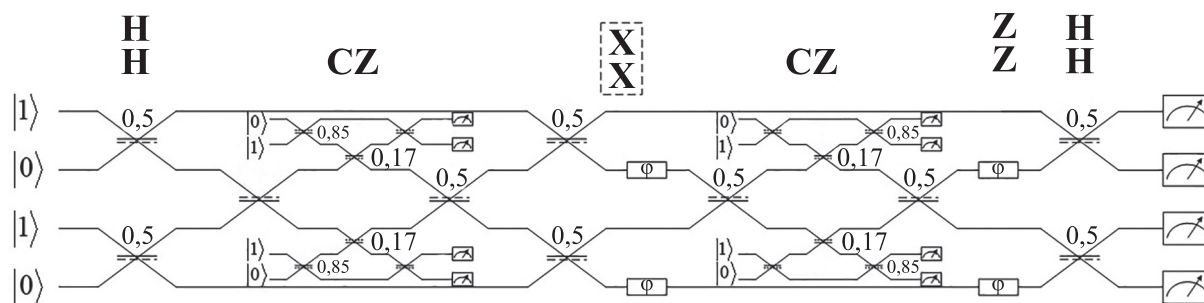 H X Z H
H CZ X CZ Z H
|1⟩ 0,5 |0⟩ 0,85 0,5 |0⟩ 0,85 0,5
|1⟩ 0,17 |1⟩ 0,17
|0⟩ φ 0,5 φ
0,5 0,5
|1⟩ 0,5 0,17 0,5 0,17 0,5
|1⟩ 0,85 |1⟩ 0,85
|0⟩ |0⟩ φ |0⟩ φ